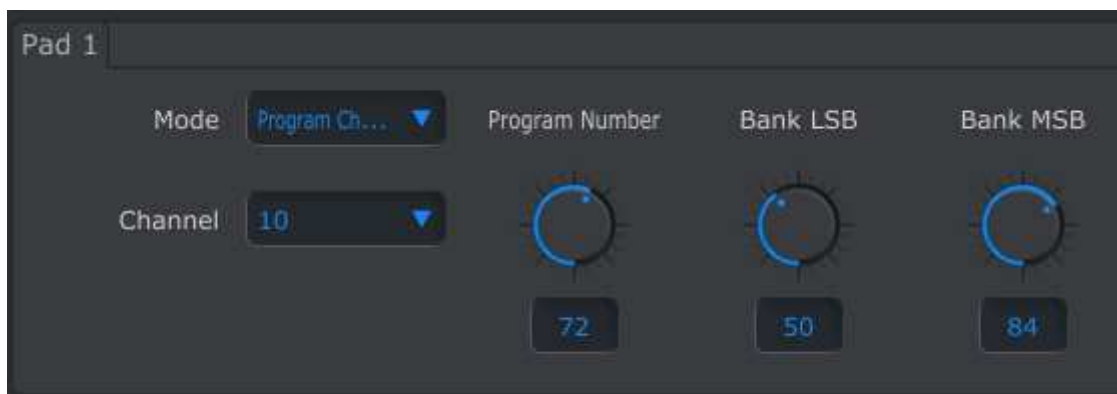 Pad 1
Mode Program Ch... Program Number Bank LSB Bank MSB
Channel 10
72 50 84